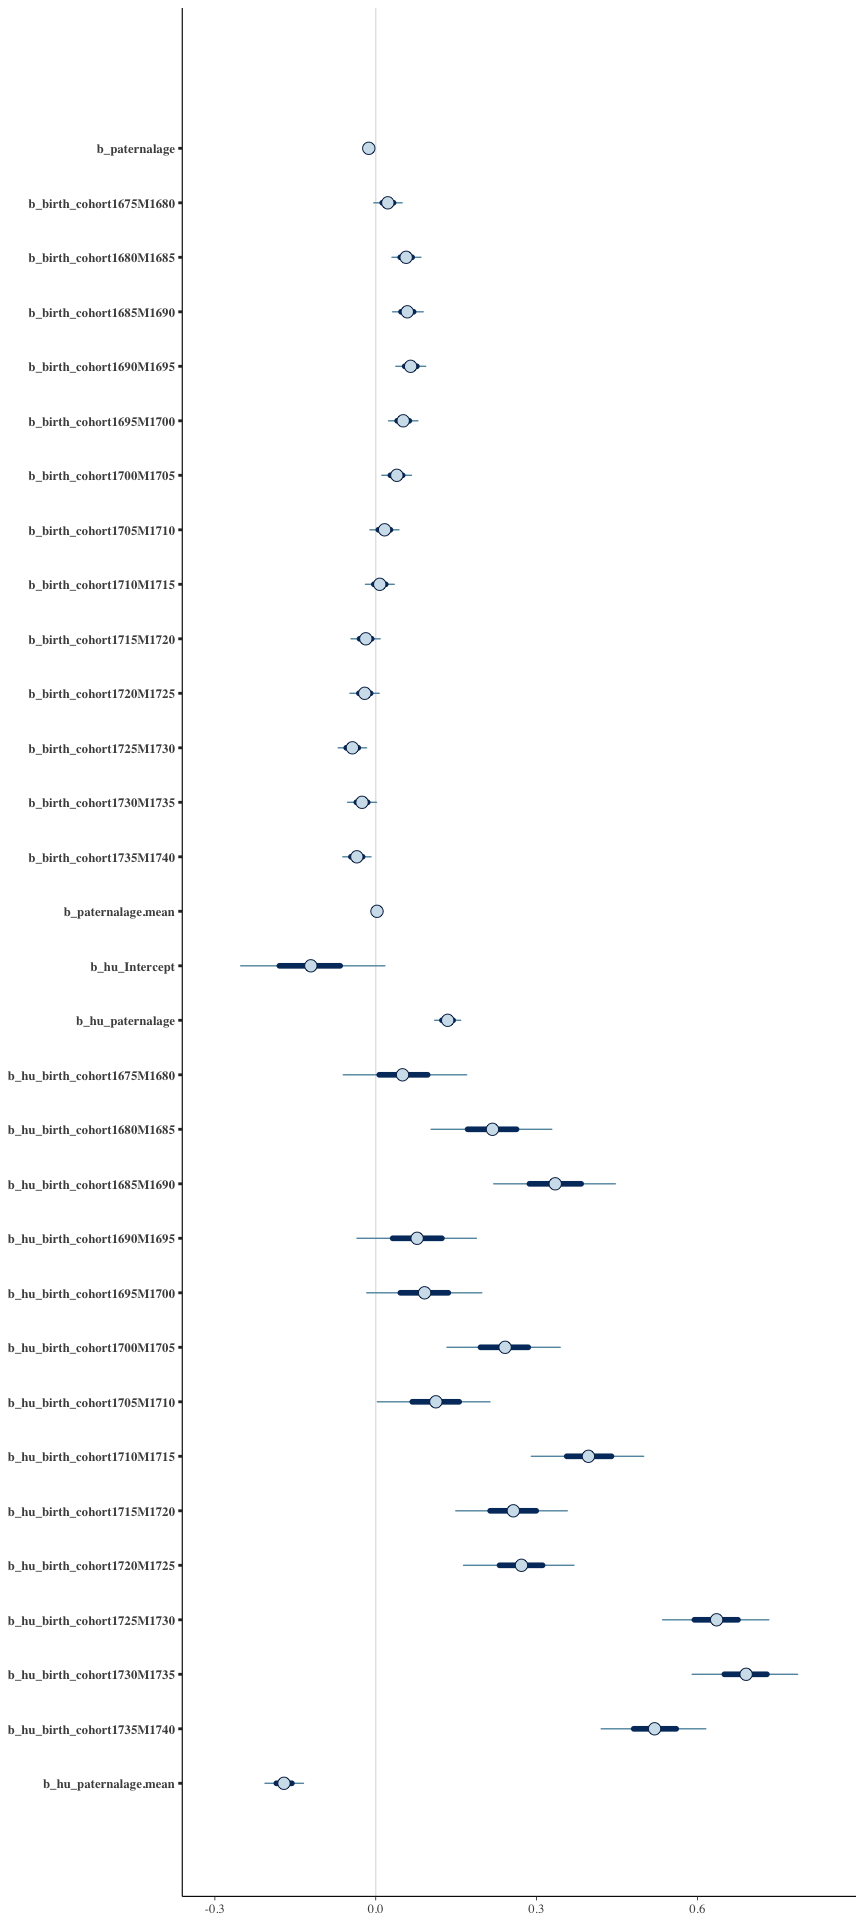 b_paternalage
b_birth_cohort1675M1680
b_birth_cohort1680M1685
b_birth_cohort1685M1690
b_birth_cohort1690M1695
b_birth_cohort1695M1700
b_birth_cohort1700M1705
b_birth_cohort1705M1710
b_birth_cohort1710M1715
b_birth_cohort1715M1720
b_birth_cohort1720M1725
b_birth_cohort1725M1730
b_birth_cohort1730M1735
b_birth_cohort1735M1740
b_paternalage.mean
b_hu_Intercept
b_hu_paternalage
b_hu_birth_cohort1675M1680
b_hu_birth_cohort1680M1685
b_hu_birth_cohort1685M1690
b_hu_birth_cohort1690M1695
b_hu_birth_cohort1695M1700
b_hu_birth_cohort1700M1705
b_hu_birth_cohort1705M1710
b_hu_birth_cohort1710M1715
b_hu_birth_cohort1715M1720
b_hu_birth_cohort1720M1725
b_hu_birth_cohort1725M1730
b_hu_birth_cohort1730M1735
b_hu_birth_cohort1735M1740
b_hu_paternalage.mean
-0.3 0.0 0.3 0.6